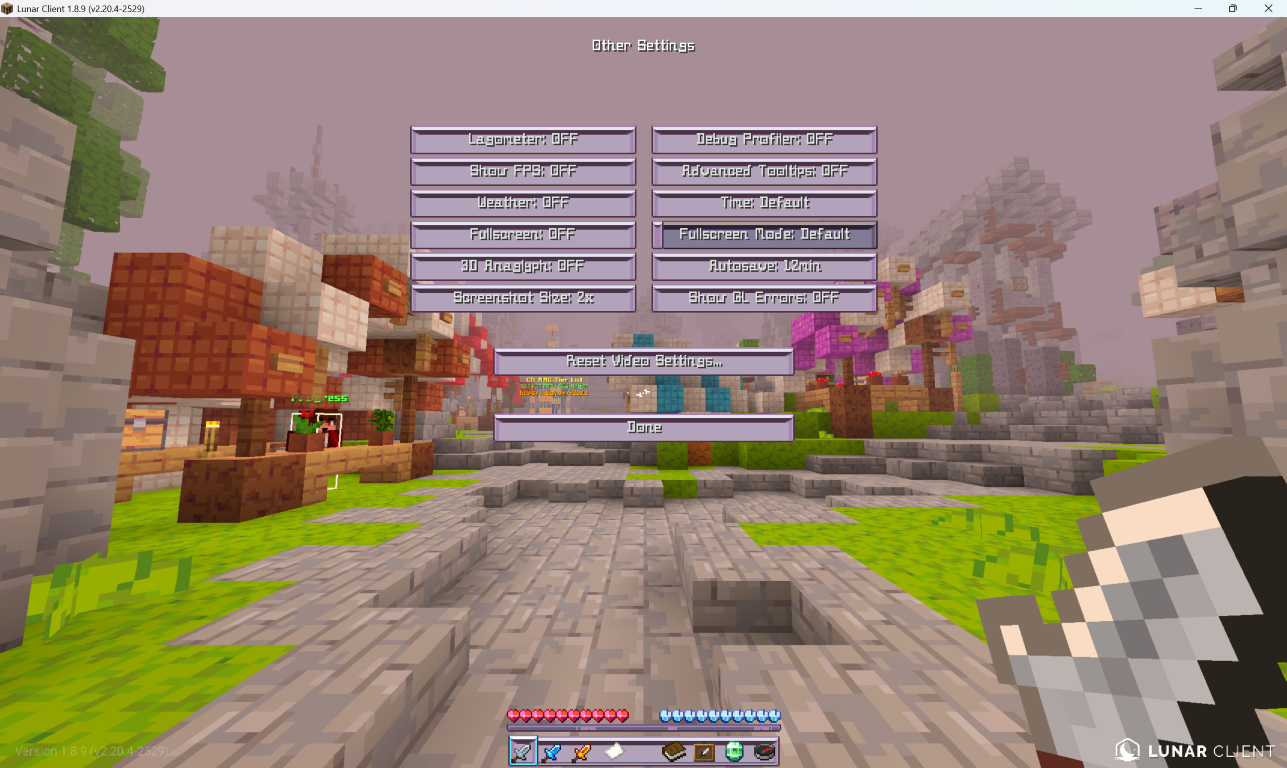 Lunar Client 1.8.9 (v2.20.4-2529)
Other Settings
Lagometer: OFF
Debug Profiler: OFF
Show FPS: OFF
Advanced Tooltips: OFF
Weather: OFF
Time: Default
Fullscreen: OFF
Fullscreen Mode: Default
3D Anaglyph: OFF
Autosave: 12min
Screenshot Size: 2x
Show GL Errors: OFF
Reset Video Settings...
Tier List
Done
Version 1.8.9 (v2.20.4-2529)
LUNAR CLIENT